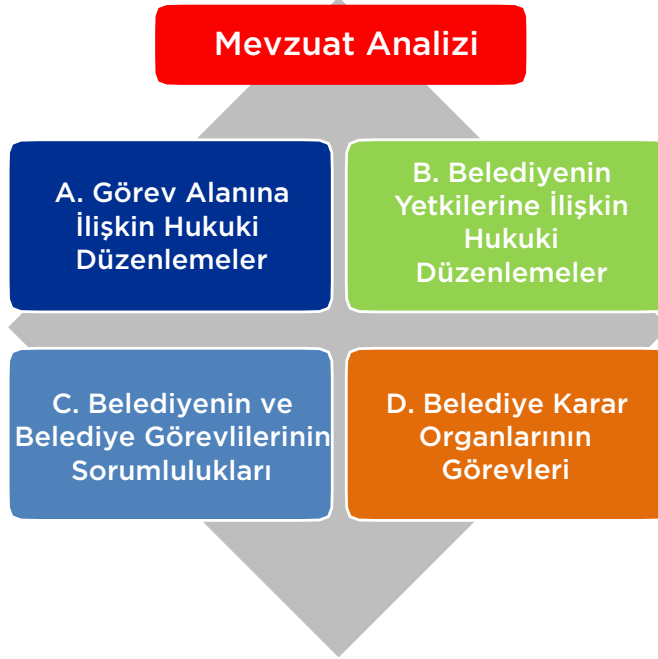 Mevzuat Analizi
A. Görev Alanına
İlişkin Hukuki
Düzenlemeler
B. Belediyenin
Yetkilerine İlişkin
Hukuki
Düzenlemeler
C. Belediyenin ve
Belediye Görevlilerinin
Sorumlulukları
D. Belediye Karar
Organlarının
Görevleri